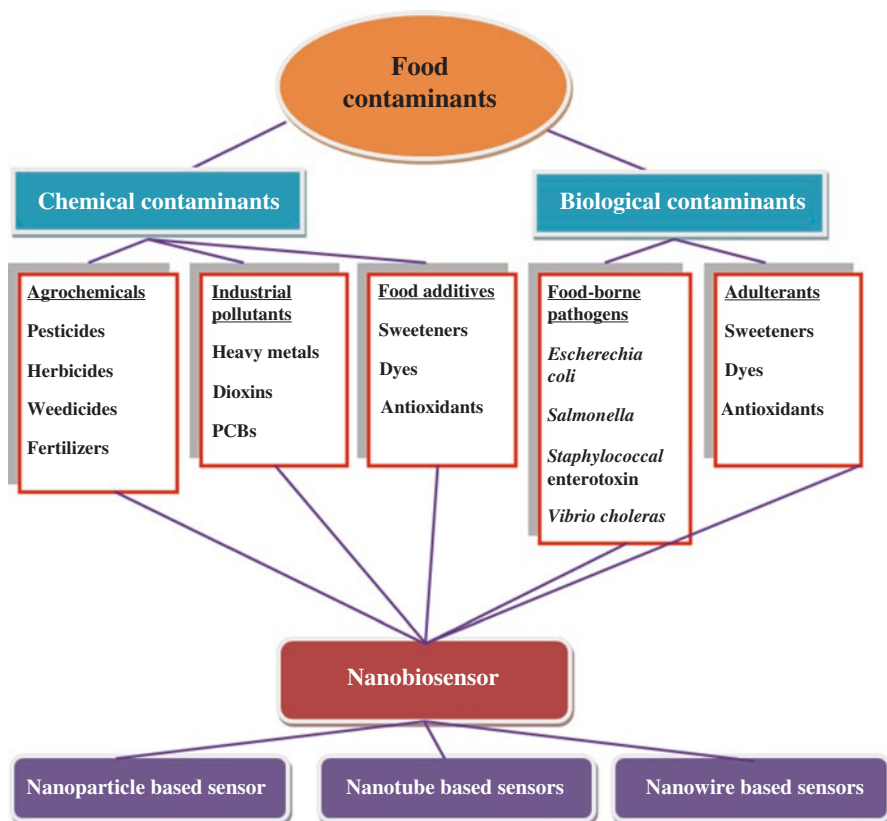 Food
contaminants
Chemical contaminants
Biological contaminants
Agrochemicals
Pesticides
Herbicides
Weedicides
Fertilizers
Industrial
pollutants
Heavy metals
Dioxins
PCBs
Food additives
Sweeteners
Dyes
Antioxidants
Food-borne
pathogens
Escherechia
coli
Salmonella
Staphylococcal
enterotoxin
Vibrio choleras
Adulterants
Sweeteners
Dyes
Antioxidants
Nanobiosensor
Nanoparticle based sensor
Nanotube based sensors
Nanowire based sensors